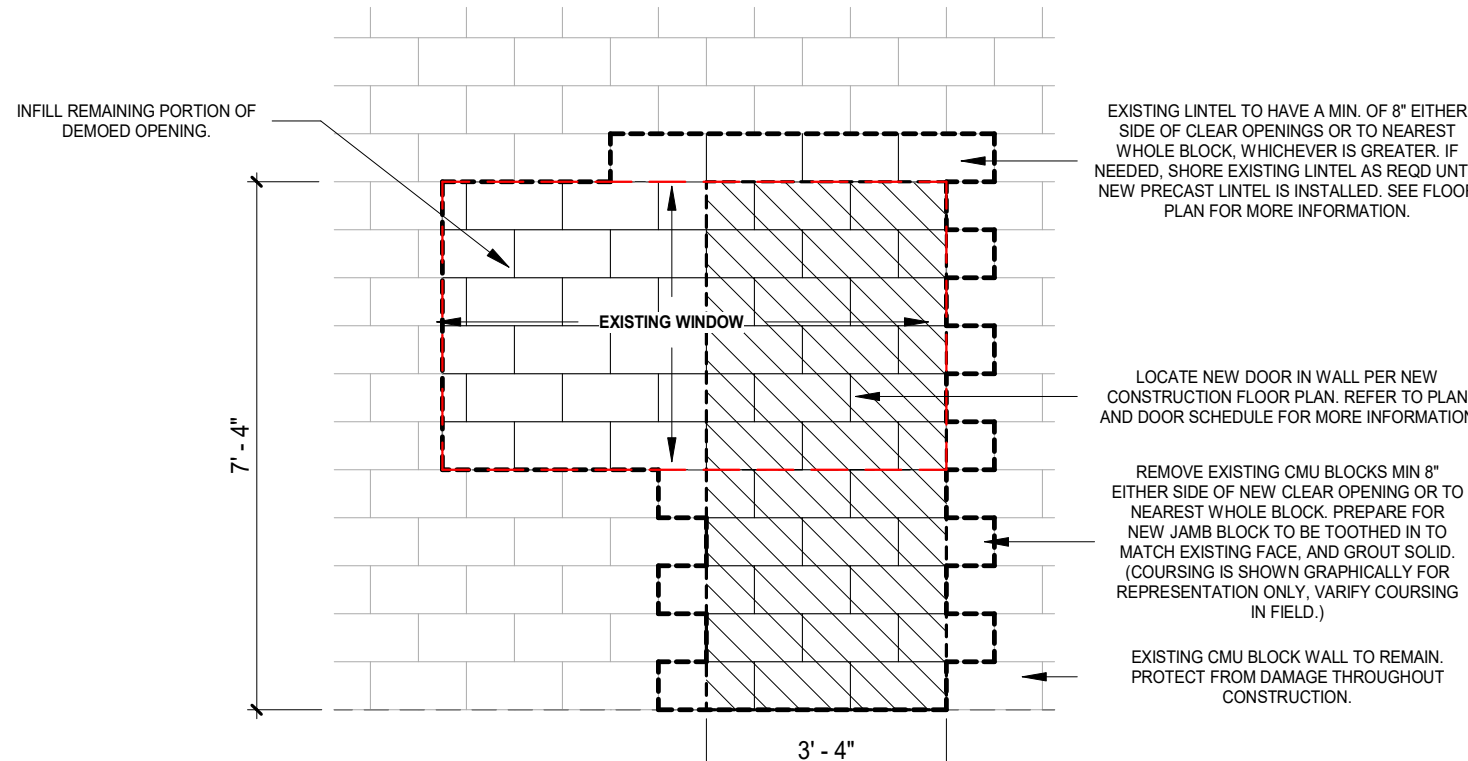 INFILL REMAINING PORTION OF
DEMOED OPENING.
EXISTING LINTEL TO HAVE A MIN. OF 8" EITHER
SIDE OF CLEAR OPENINGS OR TO NEAREST
WHOLE BLOCK, WHICHEVER IS GREATER. IF
NEEDED, SHORE EXISTING LINTEL AS REQD UNT
NEW PRECAST LINTEL IS INSTALLED. SEE FLOOR
PLAN FOR MORE INFORMATION.
EXISTING WINDOW
7' - 4"
LOCATE NEW DOOR IN WALL PER NEW
CONSTRUCTION FLOOR PLAN. REFER TO PLAN
AND DOOR SCHEDULE FOR MORE INFORMATION
REMOVE EXISTING CMU BLOCKS MIN 8"
EITHER SIDE OF NEW CLEAR OPENING OR TO
NEAREST WHOLE BLOCK. PREPARE FOR
NEW JAMB BLOCK TO BE TOOTHED IN TO
MATCH EXISTING FACE, AND GROUT SOLID.
(COURSING IS SHOWN GRAPHICALLY FOR
REPRESENTATION ONLY, VARIFY COURSING
IN FIELD.)
EXISTING CMU BLOCK WALL TO REMAIN.
PROTECT FROM DAMAGE THROUGHOUT
CONSTRUCTION.
3' - 4"